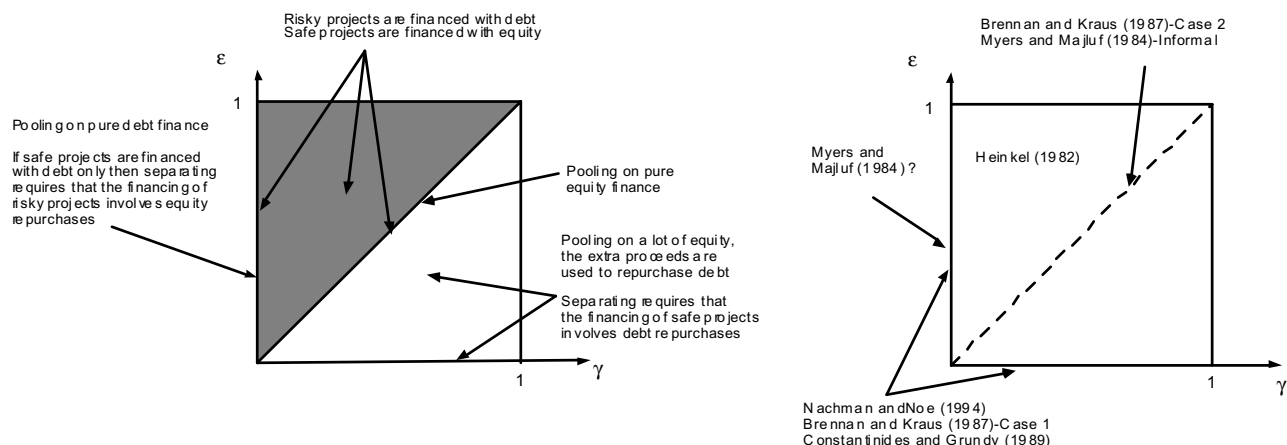 Risky projects are financed with debt
Safe projects are financed with equity
ε
1
Pooling on pure debt finance
If safe projects are financed
with debt only then separating
requires that the financing of
risky projects involves equity
repurchases
Pooling on pure
equity finance
Pooling on a lot of equity,
the extra proceeds are
used to repurchase debt
Separating requires that
the financing of safe projects
involves debt repurchases
1
γ
Brennan and Kraus (1987)-Case 2
Myers and Majluf (1984)-Informal
ε
1
Myers and
Majluf (1984) ?
Heinkel (1982)
1
γ
Nachman andNoe (1994)
Brennan and Kraus (1987)-Case 1
Constantinides and Grundy (1989)